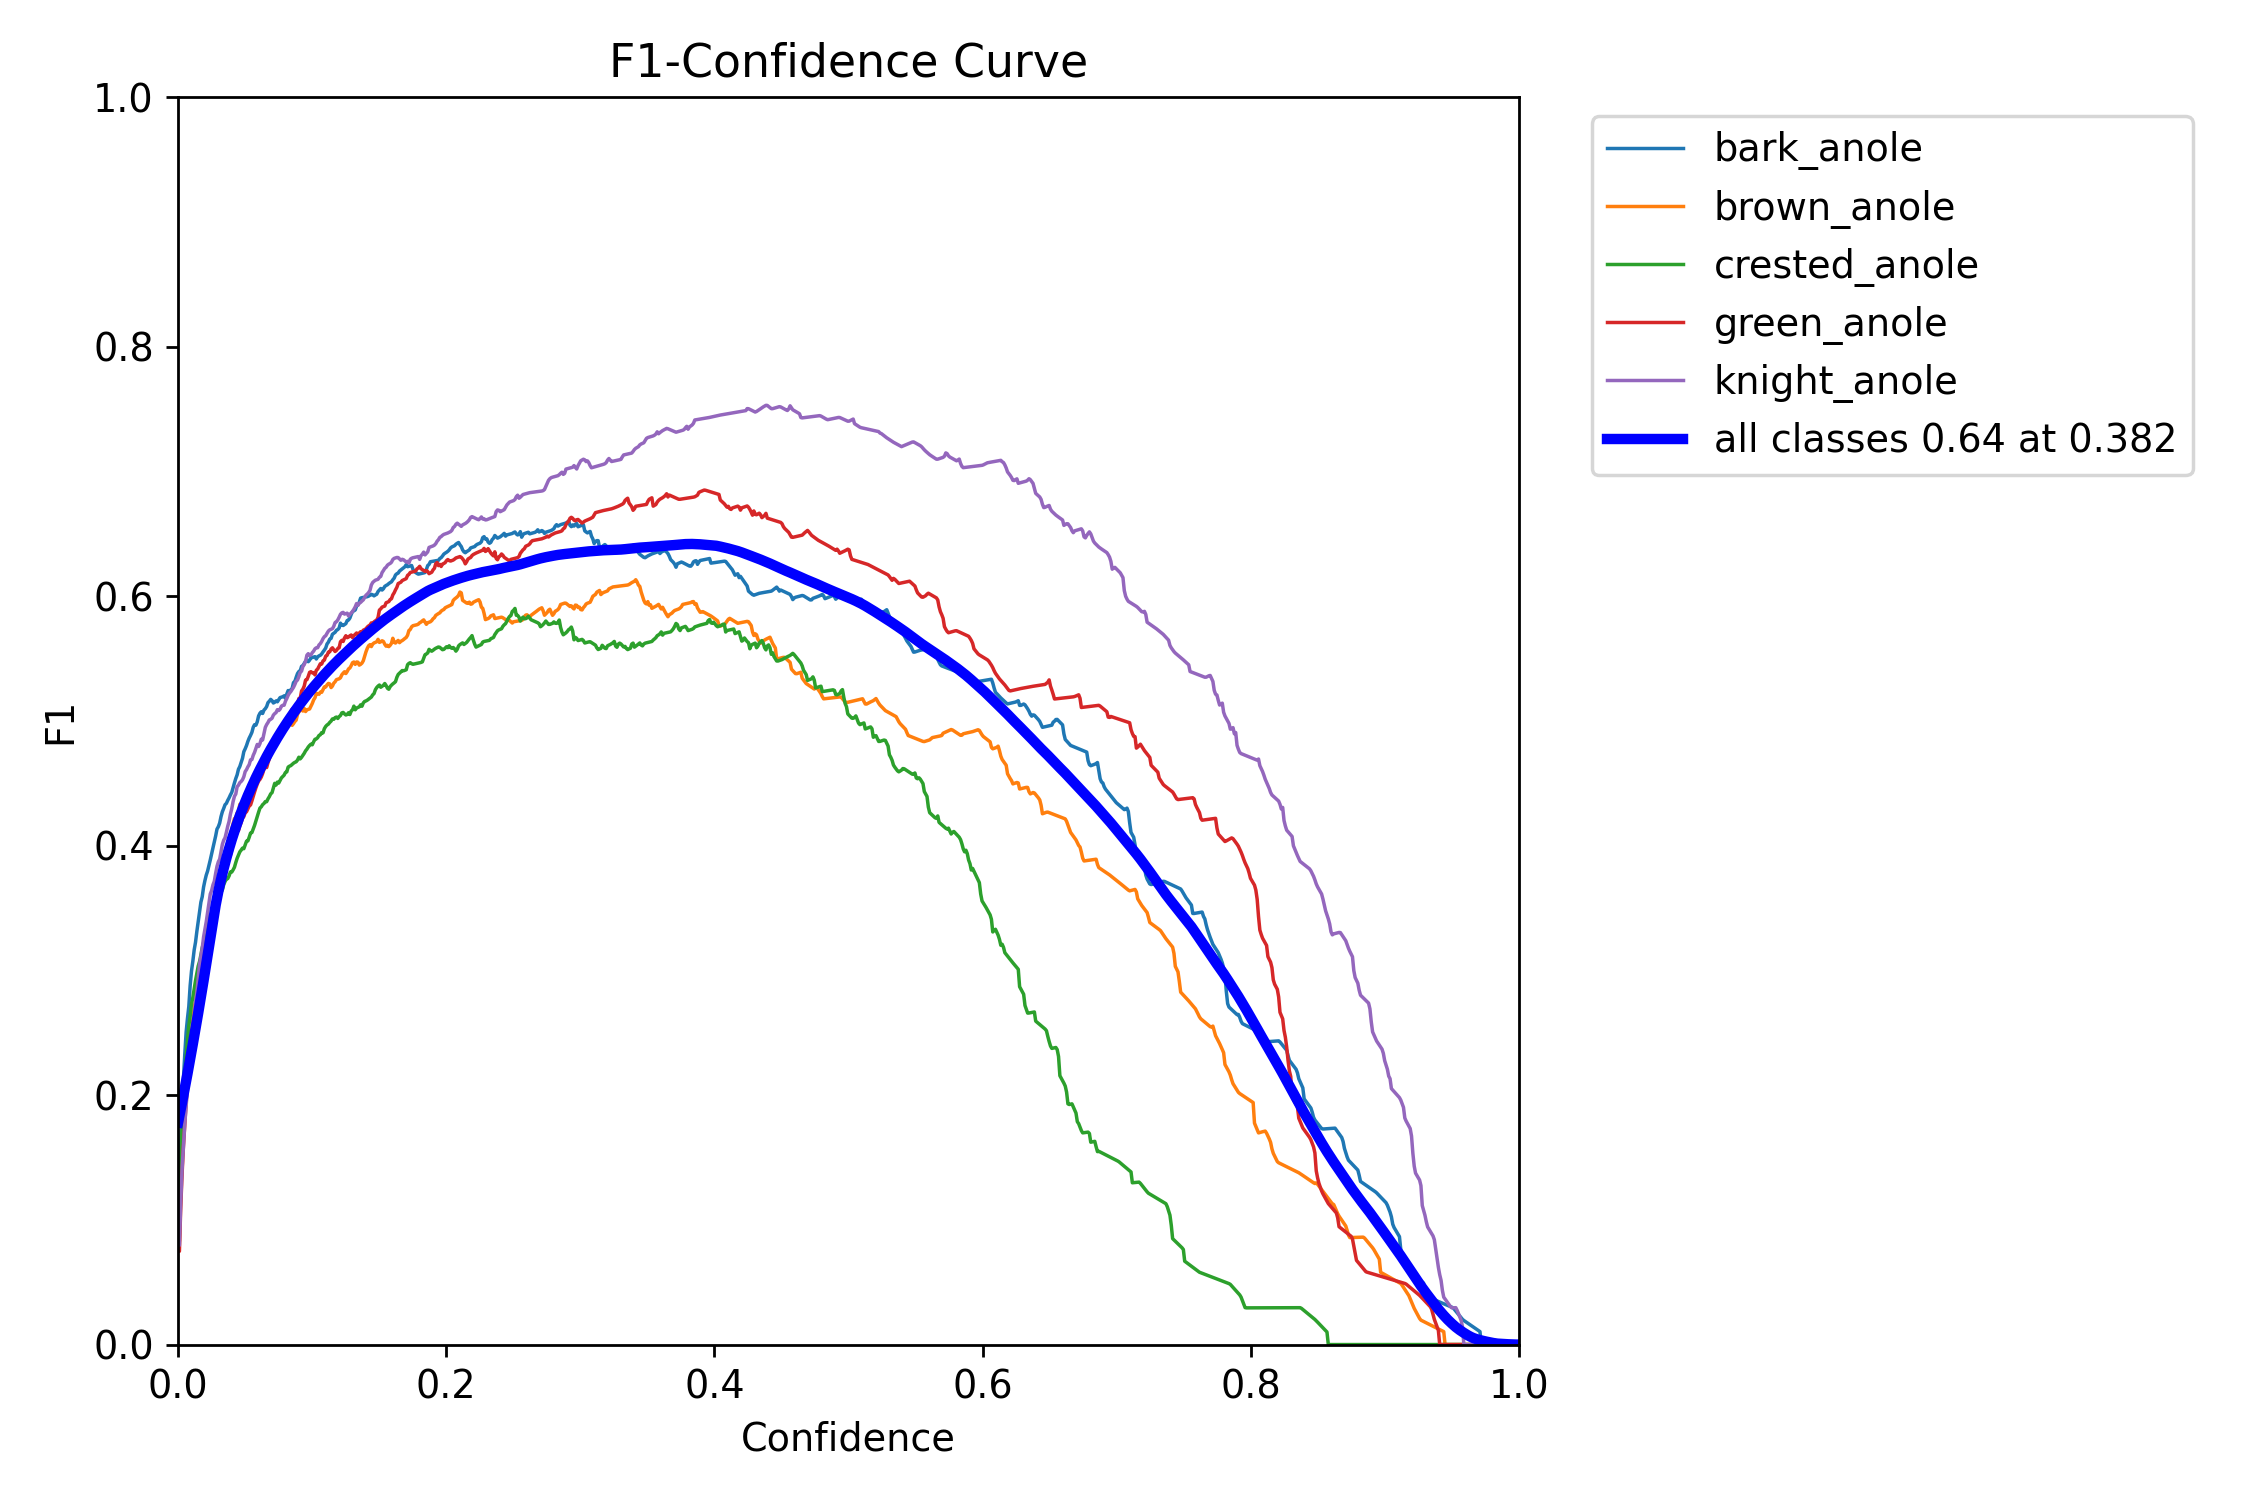 F1-Confidence Curve
1.0
0.8
0.6
0.4
0.2
0.0
F1
0.0 0.2 0.4 0.6 0.8 1.0
Confidence
bark_anole
brown_anole
crested_anole
green_anole
knight_anole
all classes 0.64 at 0.382